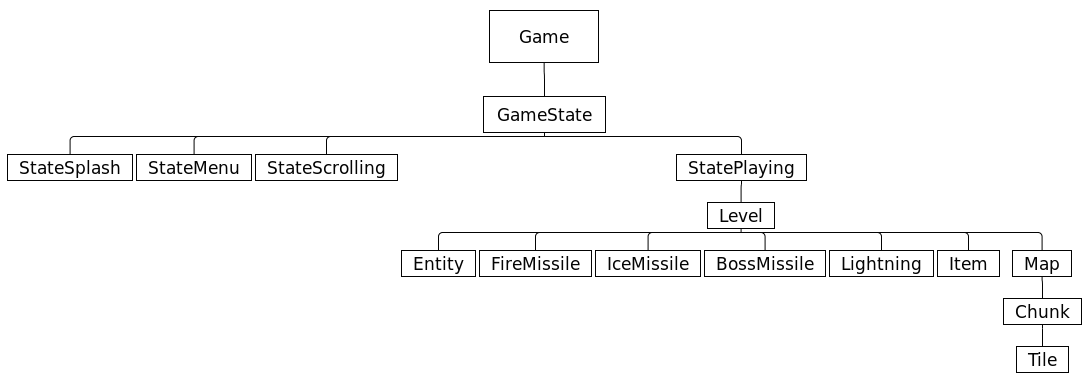 Game
GameState
StateSplash StateMenu StateScrolling StatePlaying
Level
Entity FireMissile IceMissile BossMissile Lightning Item Map
Chunk
Tile